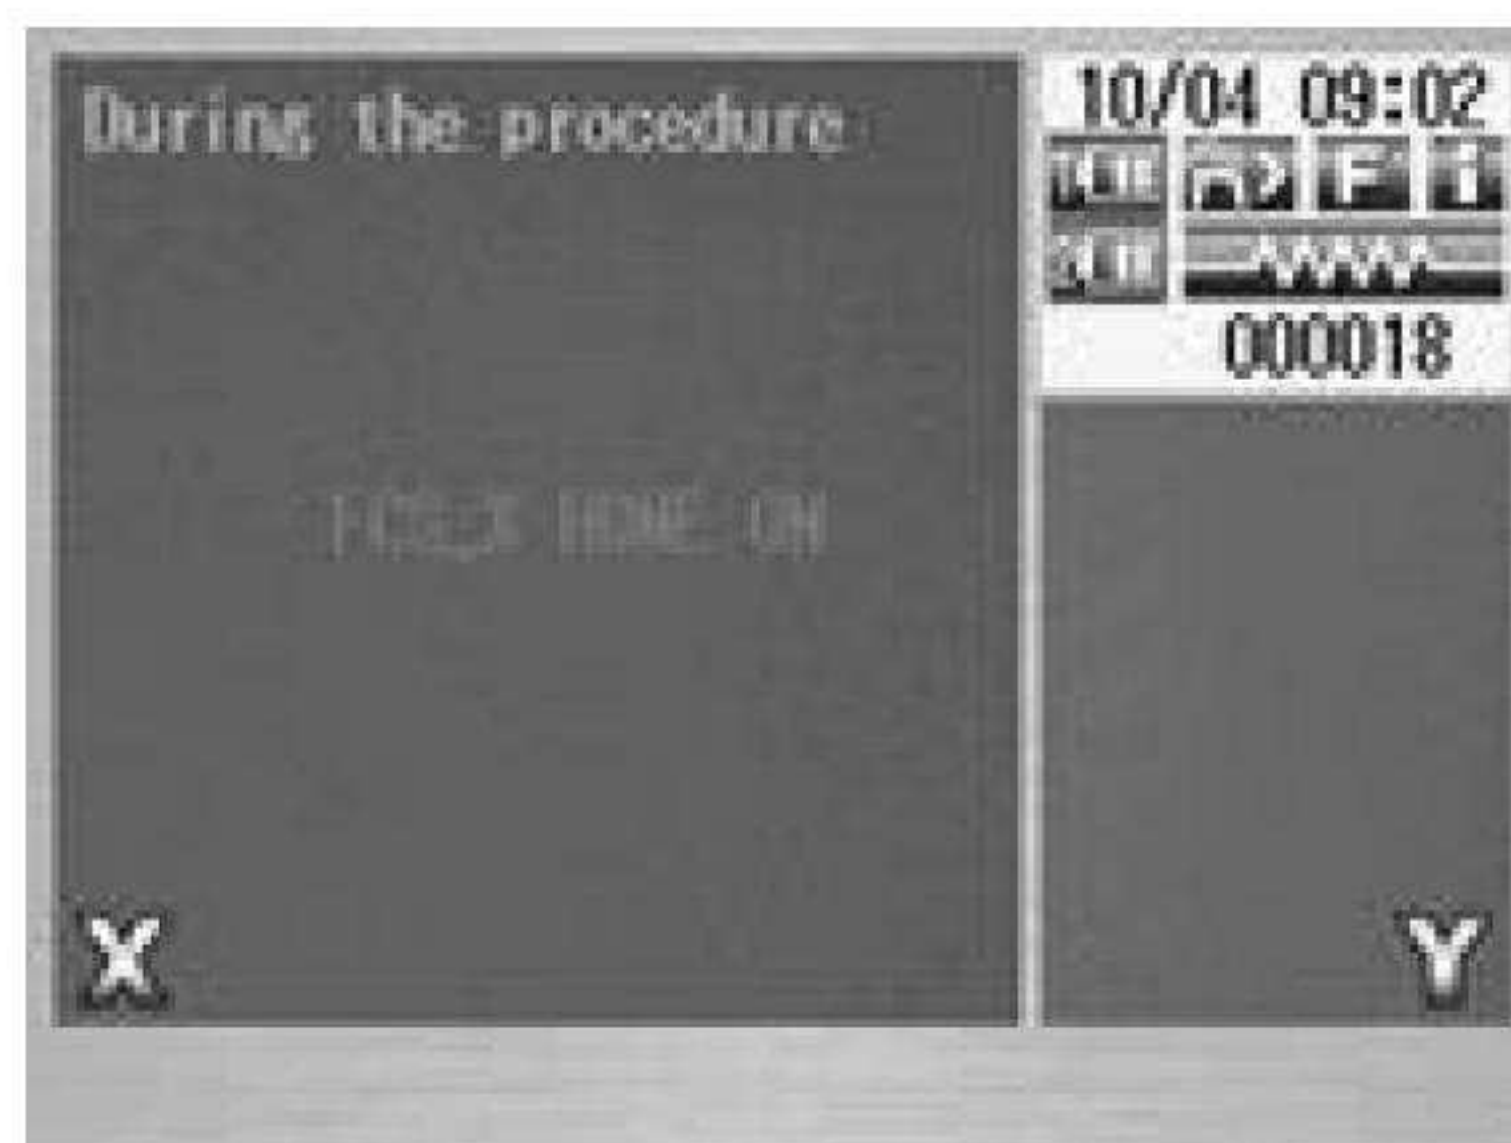 During the procedure
10/04 09:02
F i
000018
X
Y